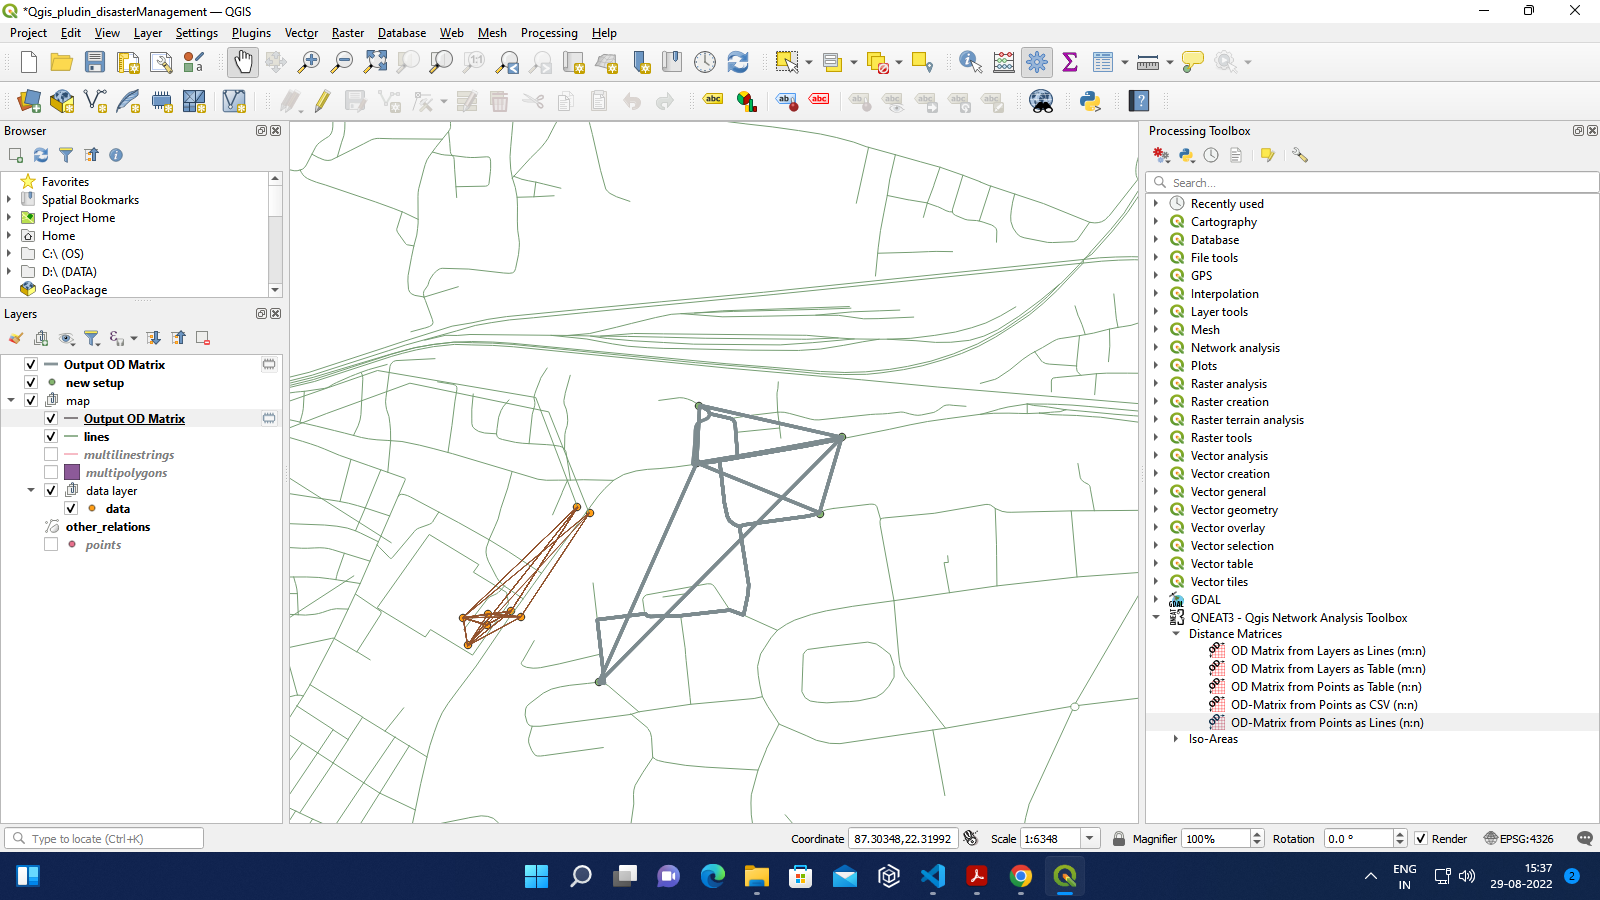 *Qgis_pludin_disasterManagement — QGIS
Project Edit View Layer Settings Plugins Vector Raster Database Web Mesh Processing Help
Browser
Favorites
Spatial Bookmarks
Project Home
Home
C:\ (OS)
D:\ (DATA)
GeoPackage
Layers
Output OD Matrix
new setup
map
Output OD Matrix
lines
multilinestrings
multipolygons
data layer
data
other_relations
points
Processing Toolbox
Search...
Recently used
Cartography
Database
File tools
GPS
Interpolation
Layer tools
Mesh
Network analysis
Plots
Raster analysis
Raster creation
Raster terrain analysis
Raster tools
Vector analysis
Vector creation
Vector general
Vector geometry
Vector overlay
Vector selection
Vector table
Vector tiles
GDAL
QNEAT3 - Qgis Network Analysis Toolbox
Distance Matrices
OD Matrix from Layers as Lines (m:n)
OD Matrix from Layers as Table (m:n)
OD Matrix from Points as Table (n:n)
OD-Matrix from Points as CSV (n:n)
OD-Matrix from Points as Lines (n:n)
Iso-Areas
Type to locate (Ctrl+K)
Coordinate 87.30348,22.31992 Scale 1:6348 Magnifier 100% Rotation 0.0 ° Render EPSG:4326
ENG
IN
15:37
29-08-2022
2